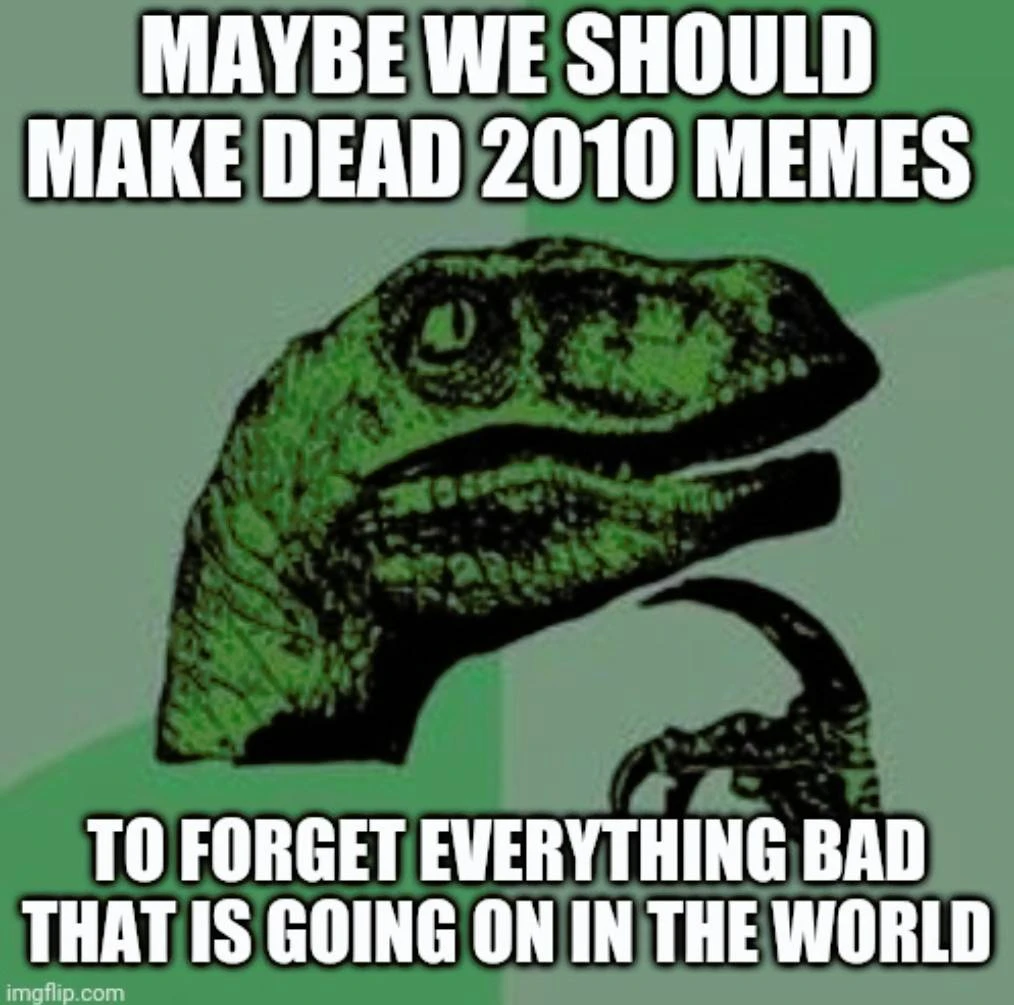 MAYBE WE SHOULD
MAKE DEAD 2010 MEMES
TO FORGET EVERYTHING BAD
THAT IS GOING ON IN THE WORLD
imgflip.com